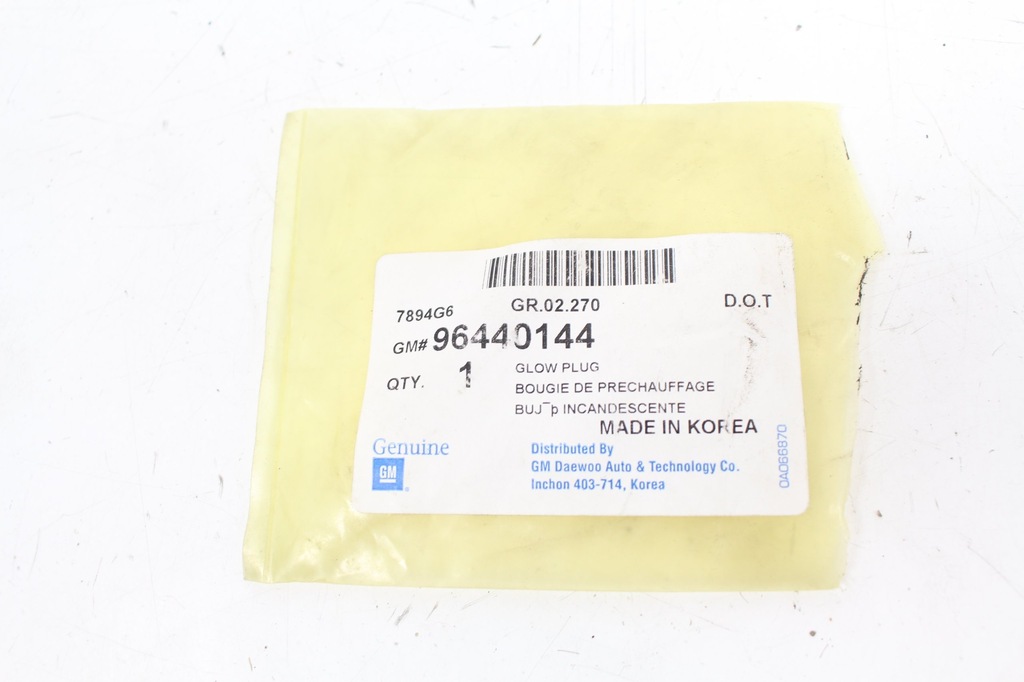 7894G6 GR.02.270 D.O.T
GM# 96440144
QTY. 1 GLOW PLUG
BOUGIE DE PRECHAUFFAGE
BUJ¯p INCANDESCENTE
MADE IN KOREA
Genuine
GM
Distributed By
GM Daewoo Auto & Technology Co.
Inchon 403-714, Korea
0A066870